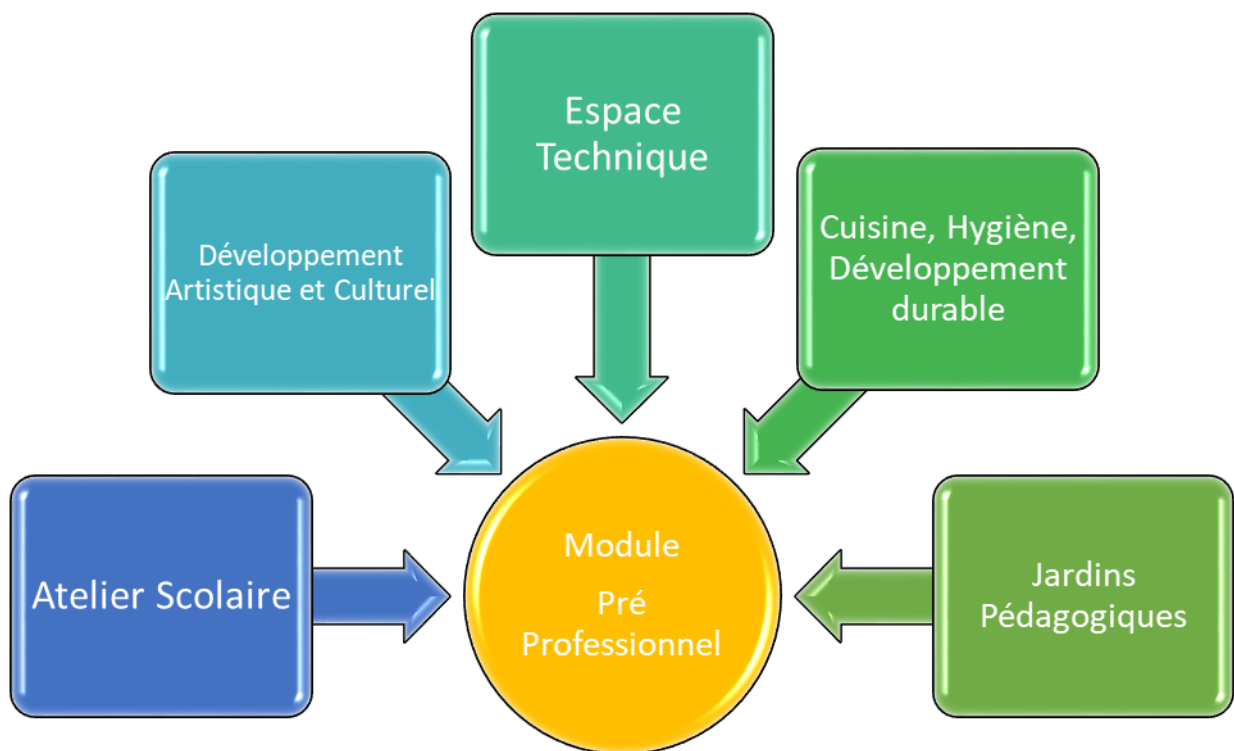 Espace
Technique
Développement
Artistique et Culturel
Cuisine, Hygiène,
Développement
durable
Atelier Scolaire
Module
Pré
Professionnel
Jardins
Pédagogiques